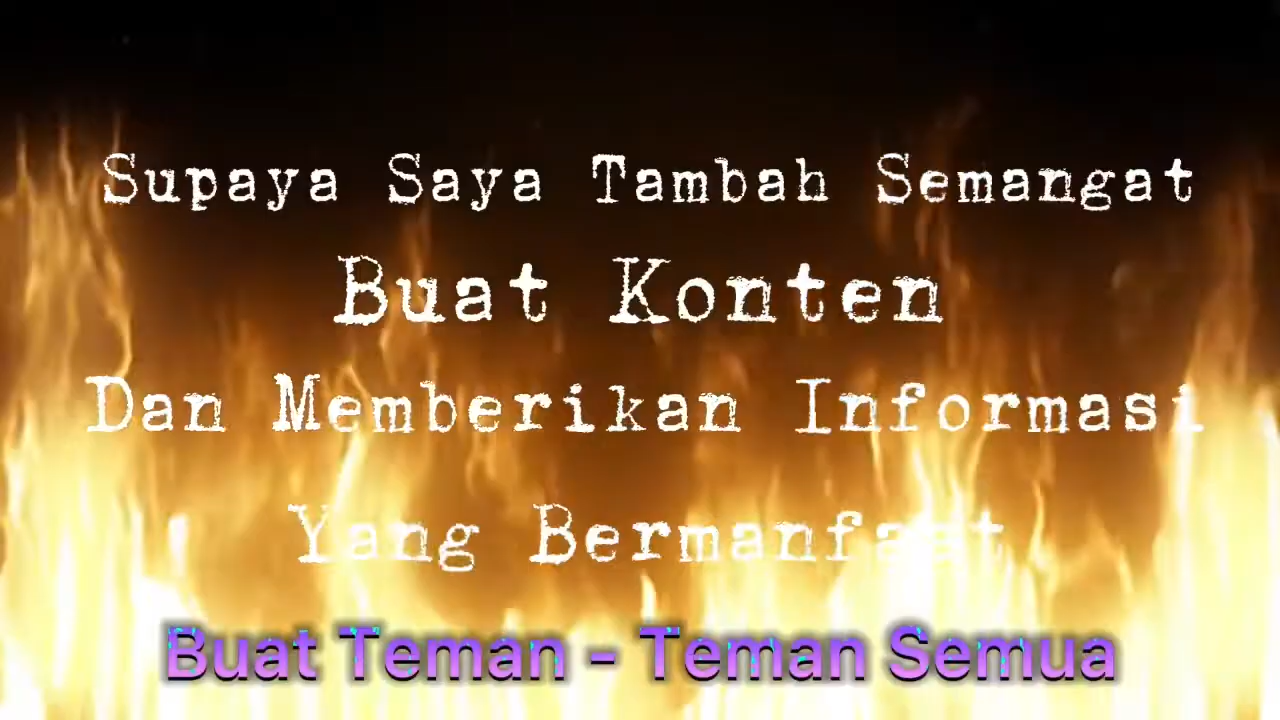 Supaya Saya Tambah Semangat
Buat Konten
Dan Memberikan Informasi
Yang Bermanfaat
Buat Teman - Teman Semua